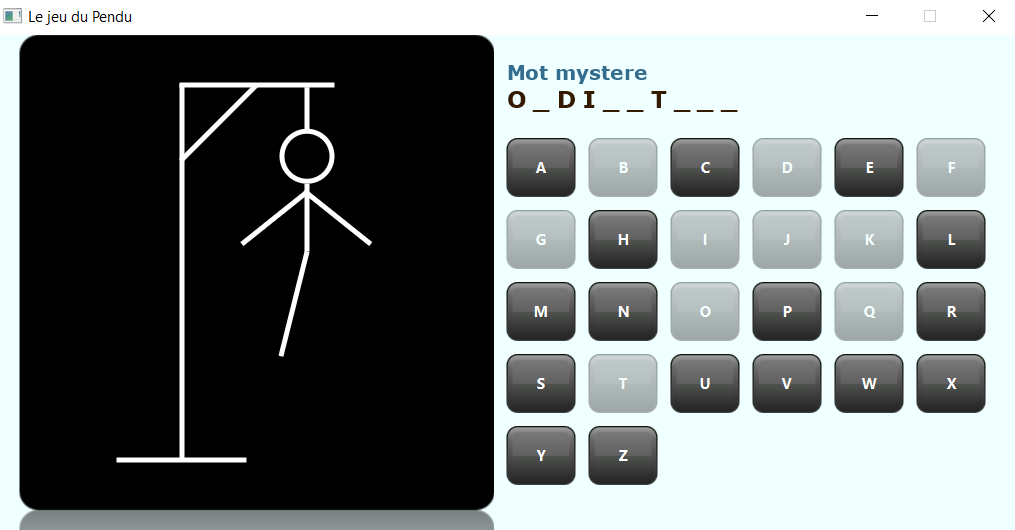 Le jeu du Pendu
Mot mystere
O _ D I _ _ T _ _ _
A B C D E F
G H I J K L
M N O P Q R
S T U V W X
Y Z